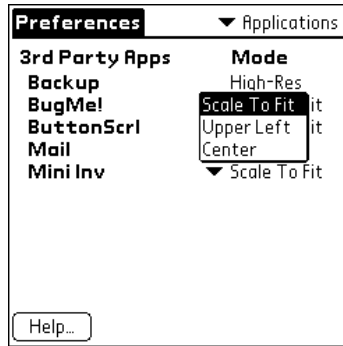 Preferences Applications
3rd Party Apps Mode
Backup High-Res
BugMe! Scale To Fit it
ButtonScrl Upper Left it
Mail Center
Mini Inv Scale To Fit
Help...